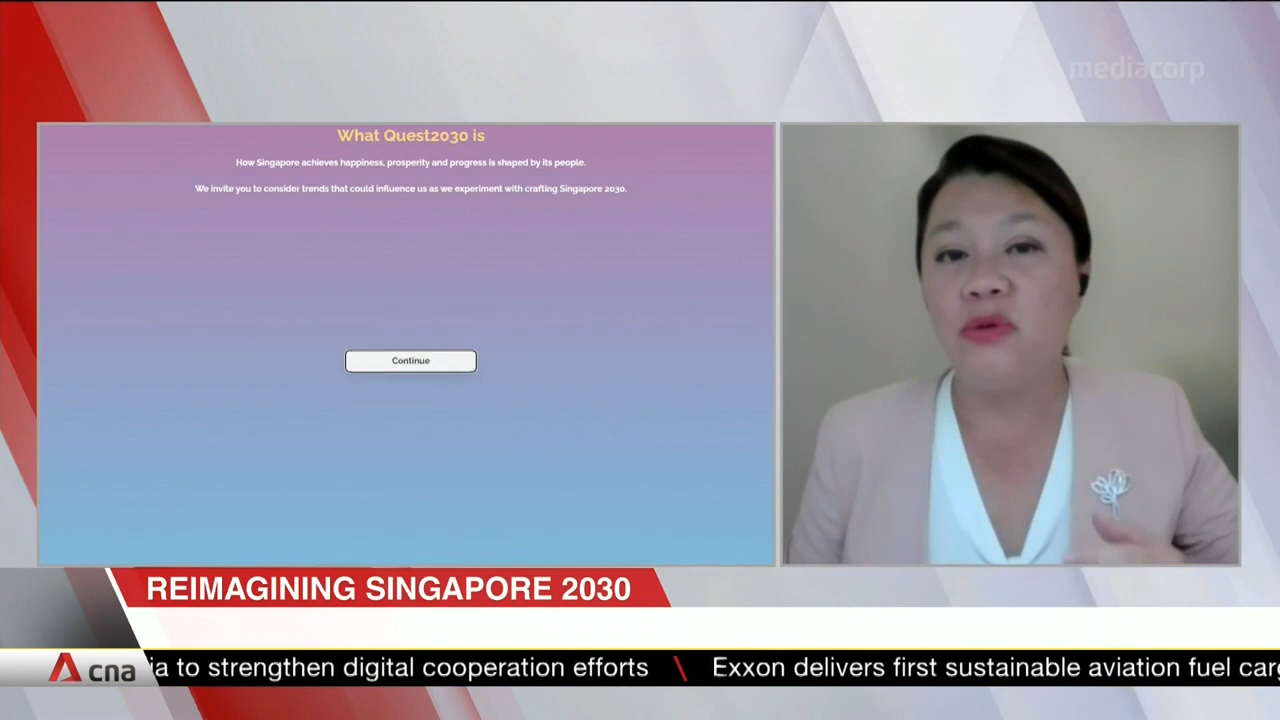 mediacorp
What Quest2030 is
How Singapore achieves happiness, prosperity and progress is shaped by its people.
We invite you to consider trends that could influence us as we experiment with crafting Singapore 2030.
Continue
REIMAGINING SINGAPORE 2030
cna
ia to strengthen digital cooperation efforts \ Exxon delivers first sustainable aviation fuel carg